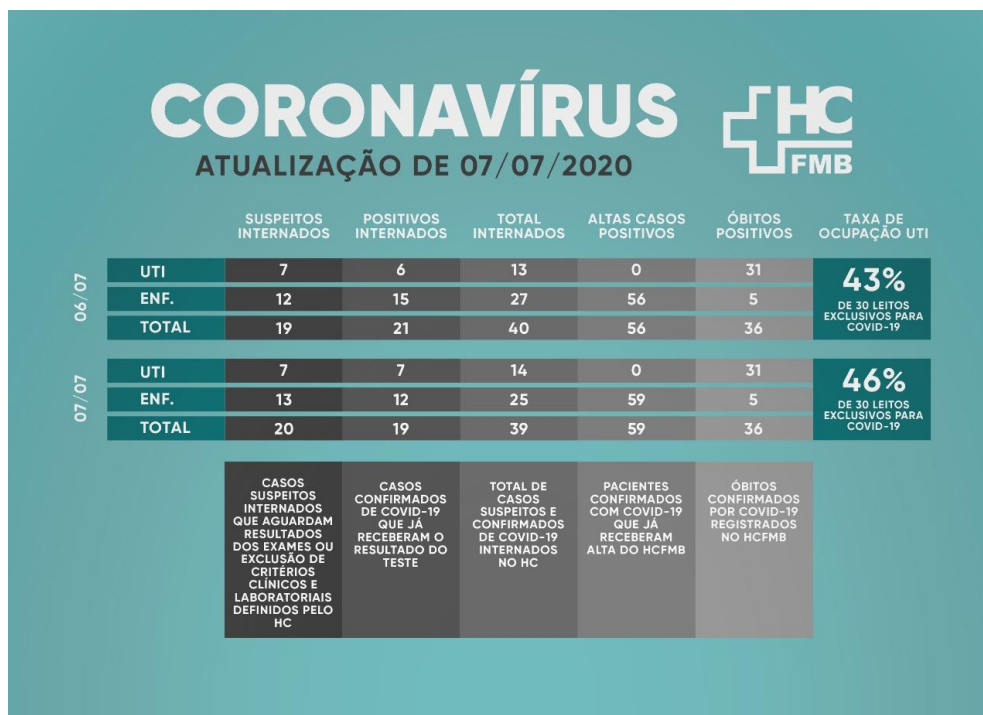 CORONAVÍRUS
ATUALIZAÇÃO DE 07/07/2020
HC
FMB
SUSPEITOS INTERNADOS
POSITIVOS INTERNADOS
TOTAL INTERNADOS
ALTAS CASOS POSITIVOS
ÓBITOS POSITIVOS
TAXA DE OCUPAÇÃO UTI
06/07
UTI 7 6 13 0 31
ENF. 12 15 27 56 5
TOTAL 19 21 40 56 36
43%
DE 30 LEITOS
EXCLUSIVOS PARA
COVID-19
07/07
UTI 7 7 14 0 31
ENF. 13 12 25 59 5
TOTAL 20 19 39 59 36
46%
DE 30 LEITOS
EXCLUSIVOS PARA
COVID-19
CASOS
SUSPEITOS
INTERNADOS
QUE AGUARDAM
RESULTADOS
DOS EXAMES OU
EXCLUSÃO DE
CRITÉRIOS
CLÍNICOS E
LABORATORIAIS
DEFINIDOS PELO
HC
CASOS
CONFIRMADOS
DE COVID-19
QUE JÁ
RECEBERAM O
RESULTADO DO
TESTE
TOTAL DE
CASOS
SUSPEITOS E
CONFIRMADOS
DE COVID-19
INTERNADOS
NO HC
PACIENTES
CONFIRMADOS
COM COVID-19
QUE JÁ
RECEBERAM
ALTA DO HCFMB
ÓBITOS
CONFIRMADOS
POR COVID-19
REGISTRADOS
NO HCFMB